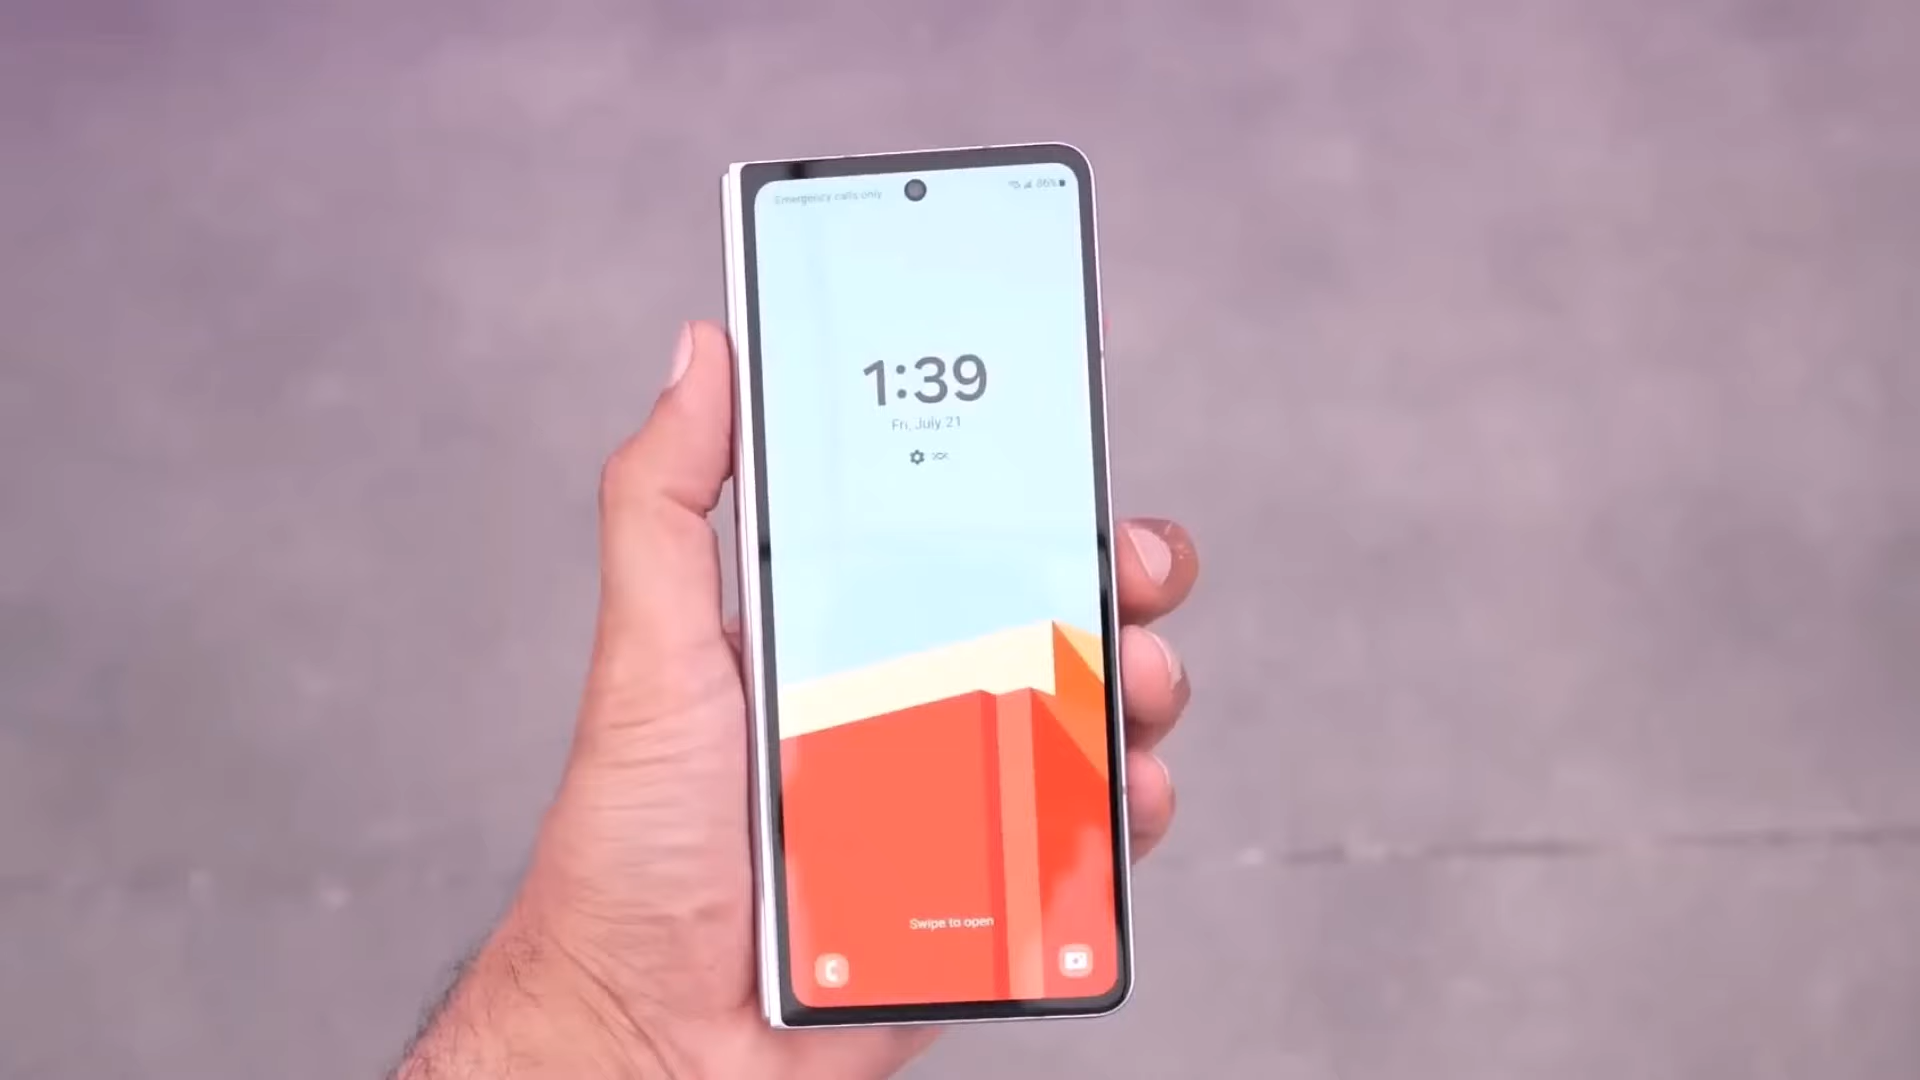 Emergency calls only
86%
1:39
Fri, July 21
Swipe to open